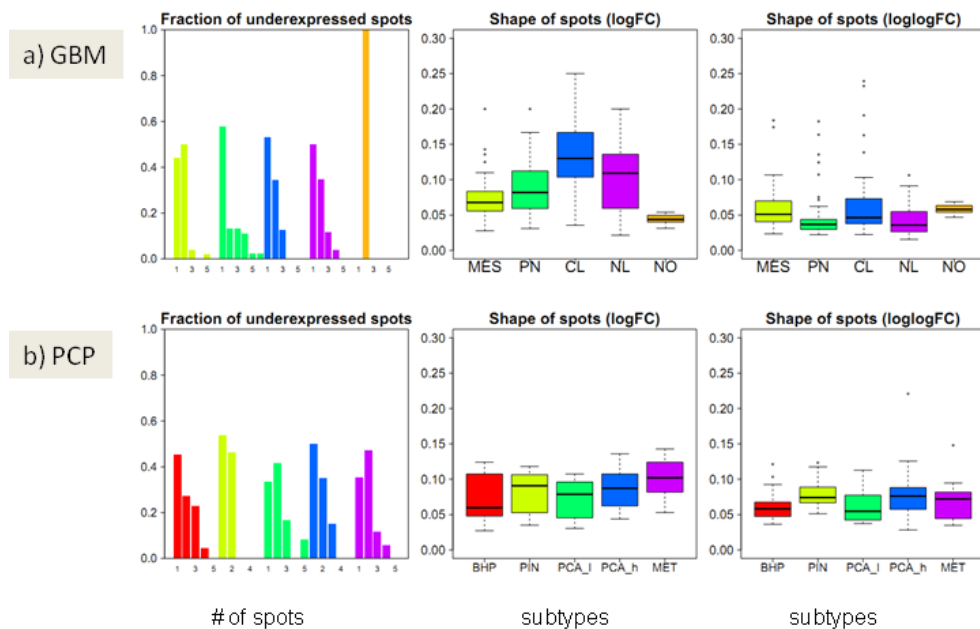 a) GBM
Fraction of underexpressed spots
1.0
0.8
0.6
0.4
0.2
0.0
1 3 5 1 3 5 1 3 5 1 3 5 1 3 5
Shape of spots (logFC)
0.30
0.25
0.20
0.15
0.10
0.05
0.00
MES PN CL NL NO
Shape of spots (loglogFC)
0.30
0.25
0.20
0.15
0.10
0.05
0.00
MES PN CL NL NO
b) PCP
Fraction of underexpressed spots
1.0
0.8
0.6
0.4
0.2
0.0
1 3 5 2 4 1 3 5 2 4 1 3 5
Shape of spots (logFC)
0.30
0.25
0.20
0.15
0.10
0.05
0.00
BHP PIN PCA_l PCA_h MET
Shape of spots (loglogFC)
0.30
0.25
0.20
0.15
0.10
0.05
0.00
BHP PIN PCA_l PCA_h MET
# of spots
subtypes
subtypes